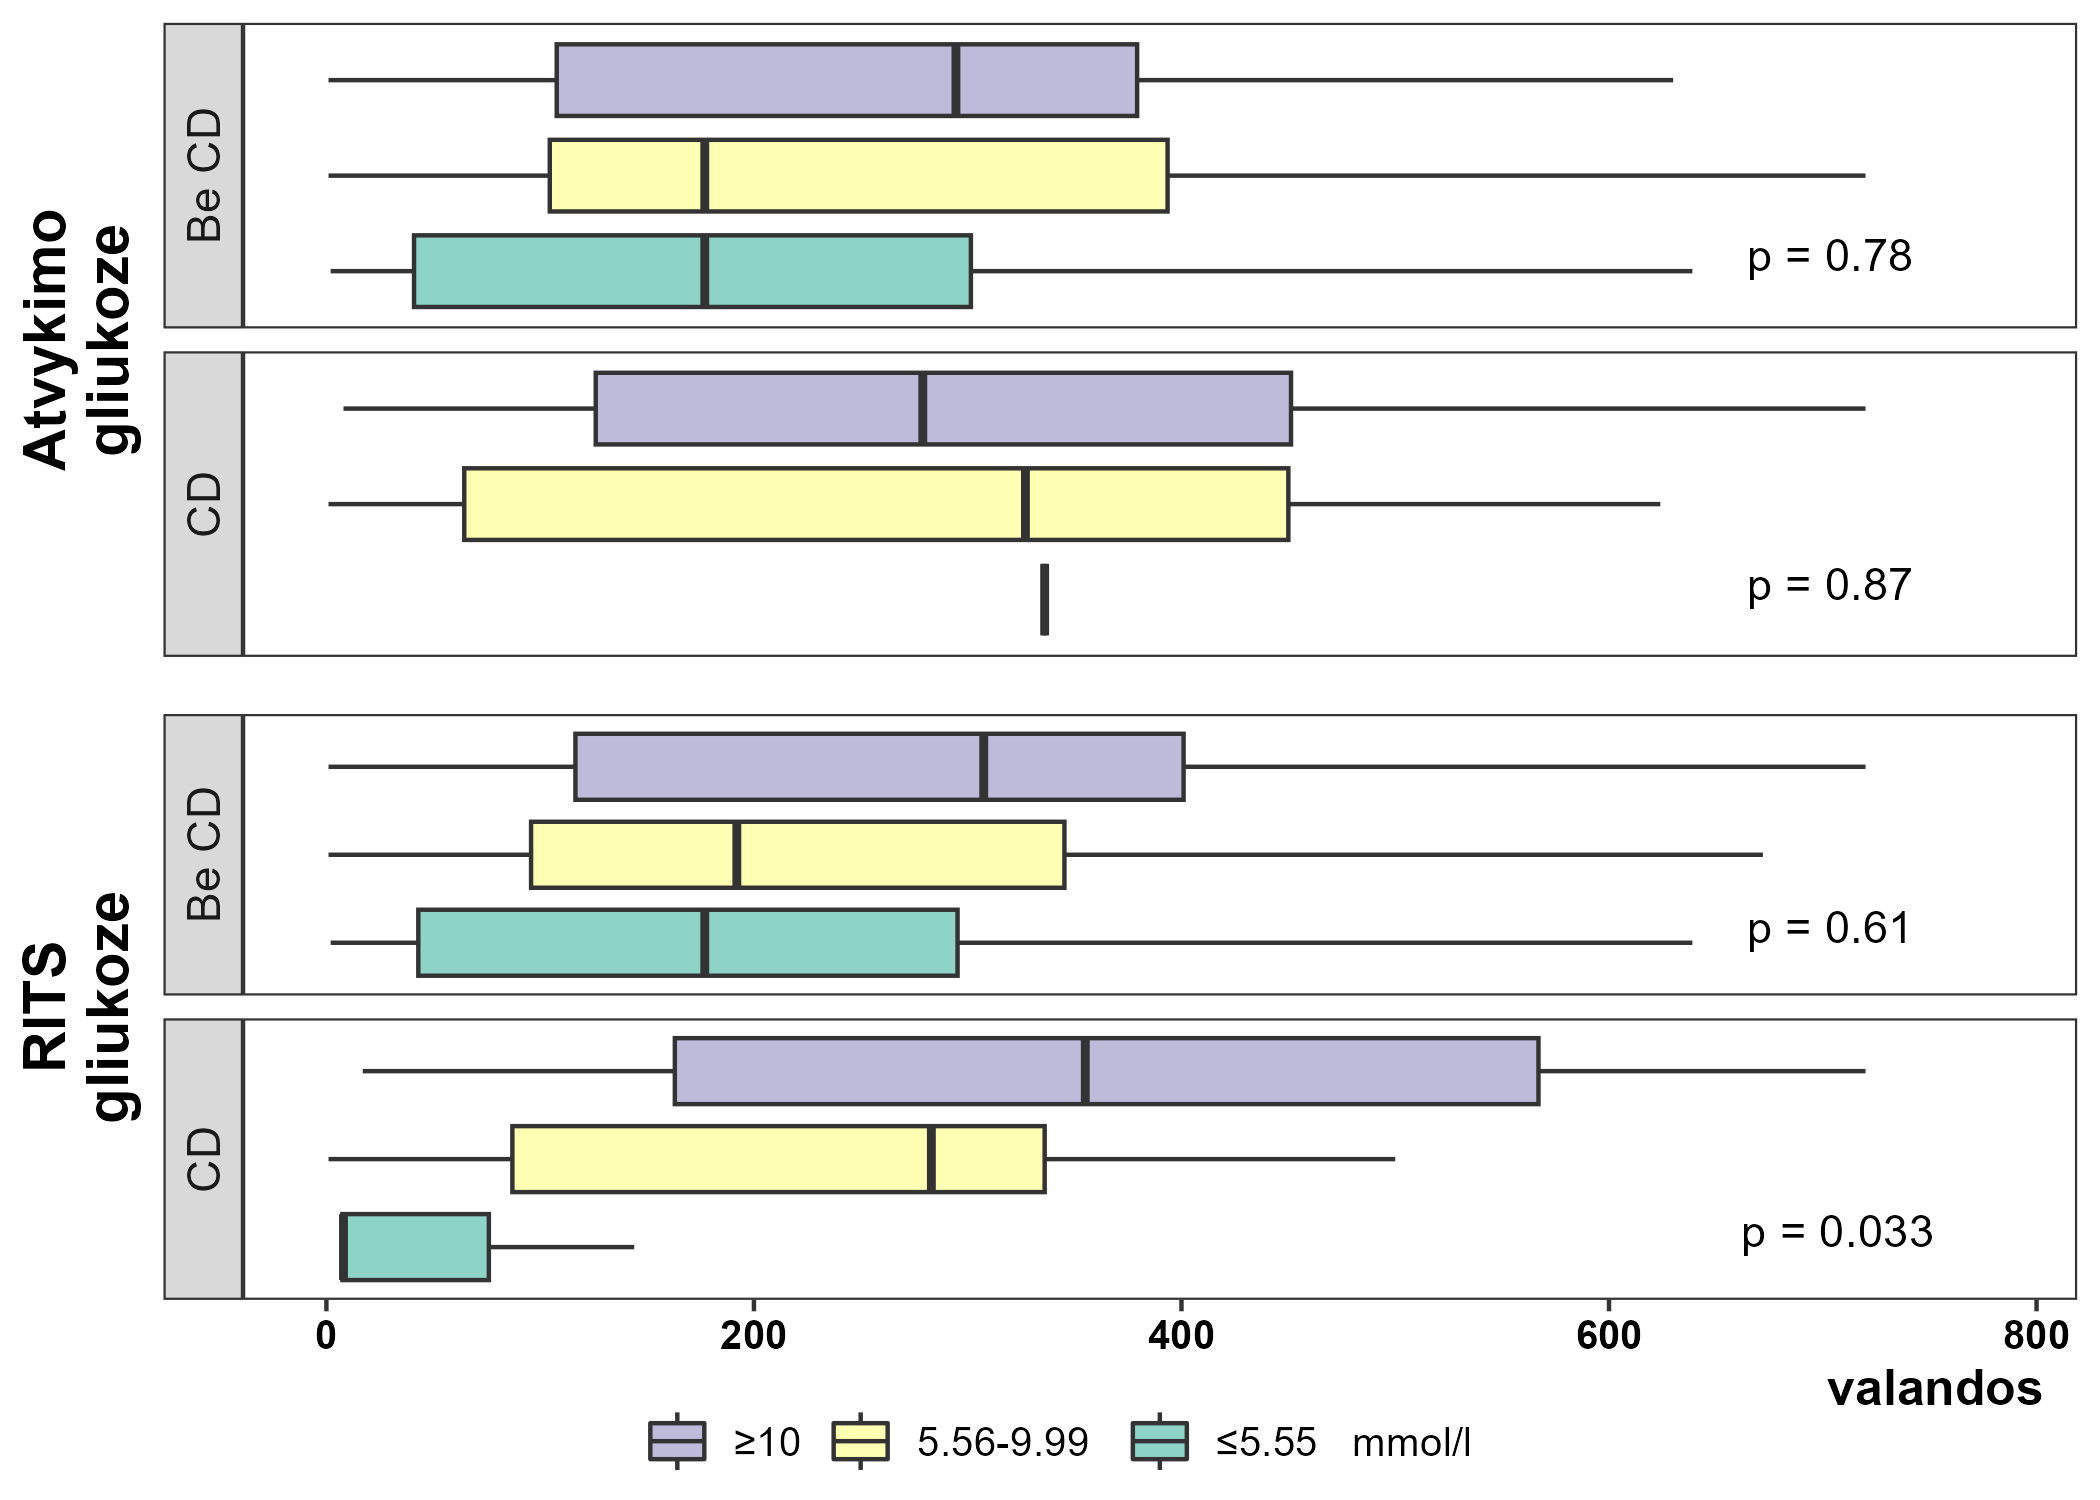 Atvykimo
gliukoze
Be CD
p = 0.78
CD
p = 0.87
RITS
gliukoze
Be CD
p = 0.61
CD
p = 0.033
0 200 400 600 800
valandos
≥10 5.56-9.99 ≤5.55 mmol/l